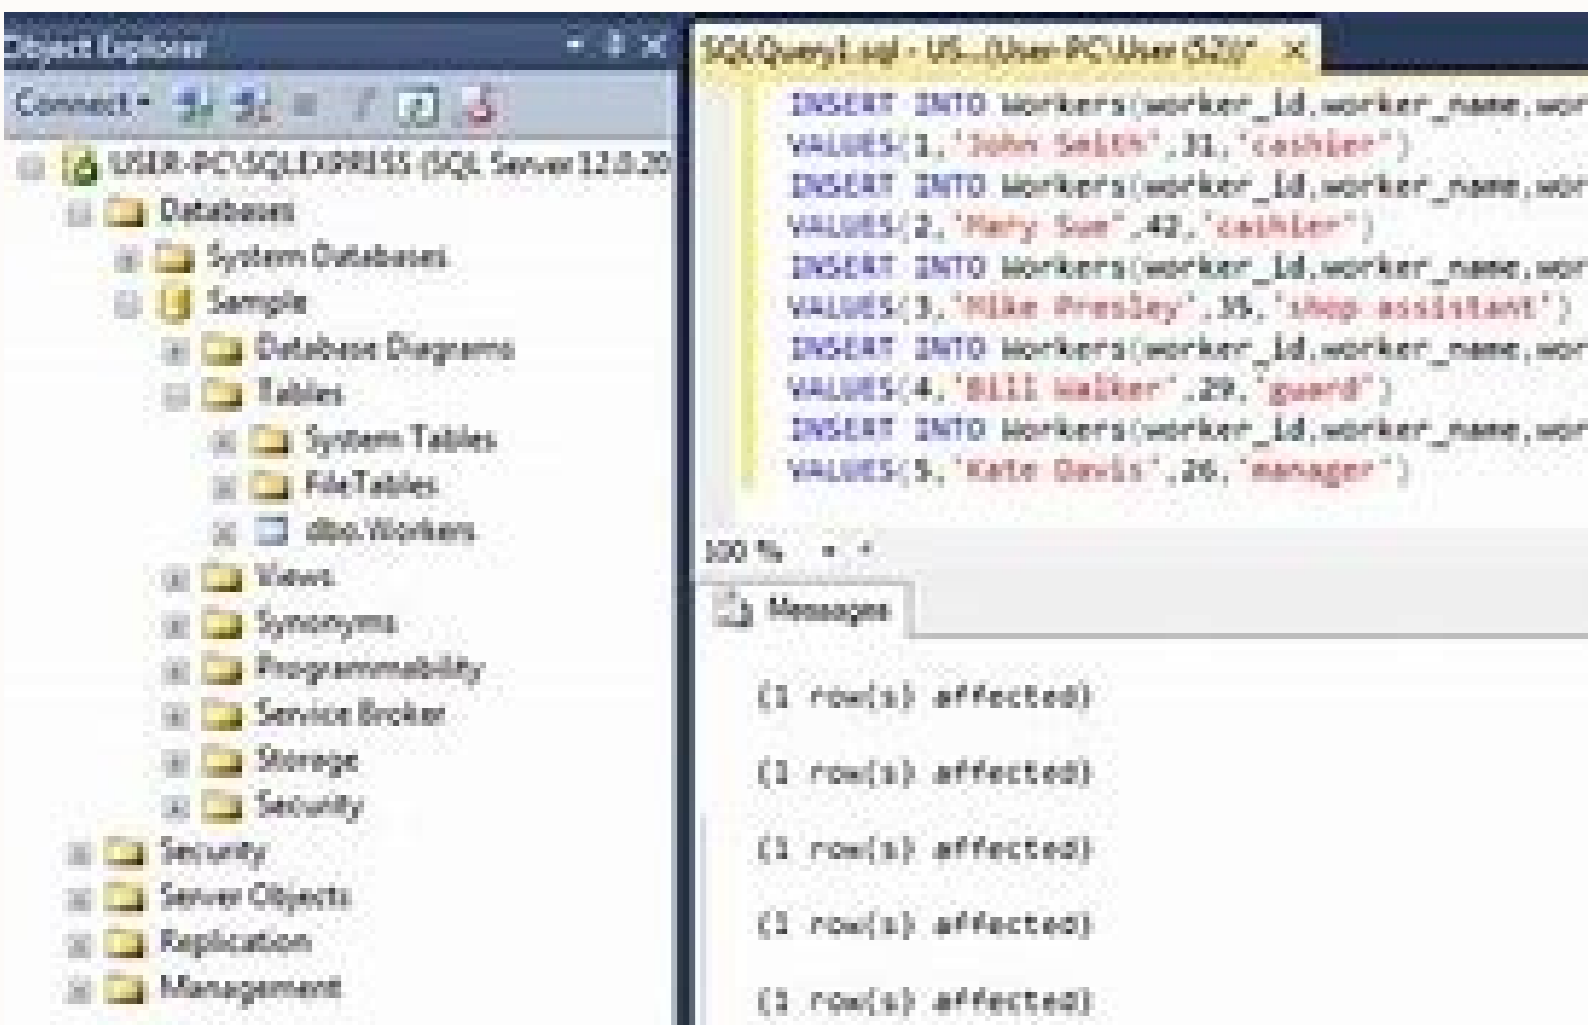 Object Explorer
Connect
USER-PC\SQLEXPRESS (SQL Server 12.0.20
Databases
System Databases
Sample
Database Diagrams
Tables
System Tables
FileTables
dbo.Workers
Views
Synonyms
Programmability
Service Broker
Storage
Security
Security
Server Objects
Replication
Management
SQLQuery1.sql - US...(User-PC\User (52))*
INSERT INTO Workers(worker_id,worker_name,wor
VALUES(1,'John Smith',31,'cashier')
INSERT INTO Workers(worker_id,worker_name,wor
VALUES(2,'Mary Sue',42,'cashier')
INSERT INTO Workers(worker_id,worker_name,wor
VALUES(3,'Mike Presley',35,'shop assistant')
INSERT INTO Workers(worker_id,worker_name,wor
VALUES(4,'Bill Walker',29,'guard')
INSERT INTO Workers(worker_id,worker_name,wor
VALUES(5,'Kate Davis',26,'manager')
100 %
Messages
(1 row(s) affected)
(1 row(s) affected)
(1 row(s) affected)
(1 row(s) affected)
(1 row(s) affected)